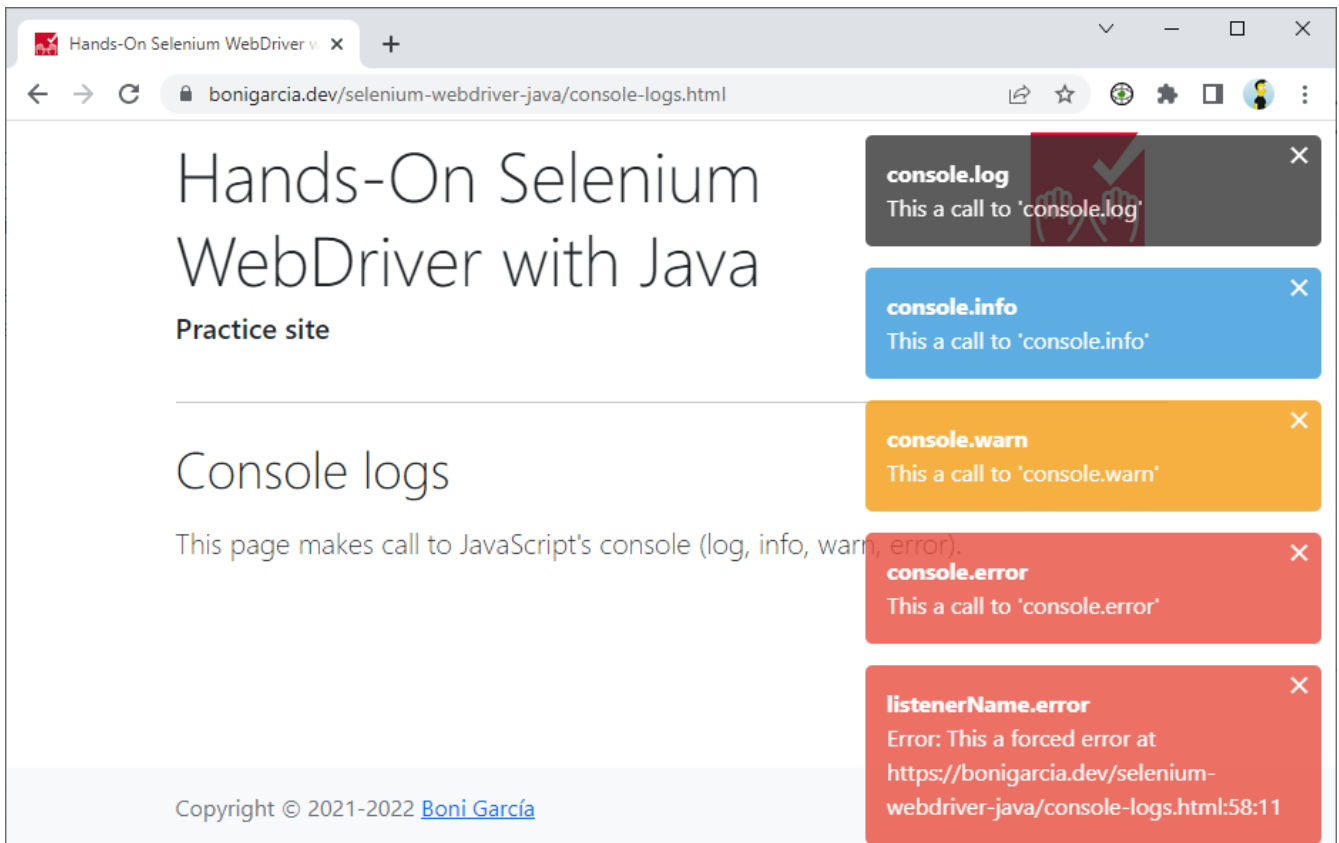 Hands-On Selenium WebDriver w
bonigarcia.dev/selenium-webdriver-java/console-logs.html
Hands-On Selenium
WebDriver with Java
Practice site
Console logs
This page makes call to JavaScript's console (log, info, warn, error).
Copyright © 2021-2022 Boni García
console.log
This a call to 'console.log'
console.info
This a call to 'console.info'
console.warn
This a call to 'console.warn'
console.error
This a call to 'console.error'
listenerName.error
Error: This a forced error at
https://bonigarcia.dev/selenium-
webdriver-java/console-logs.html:58:11